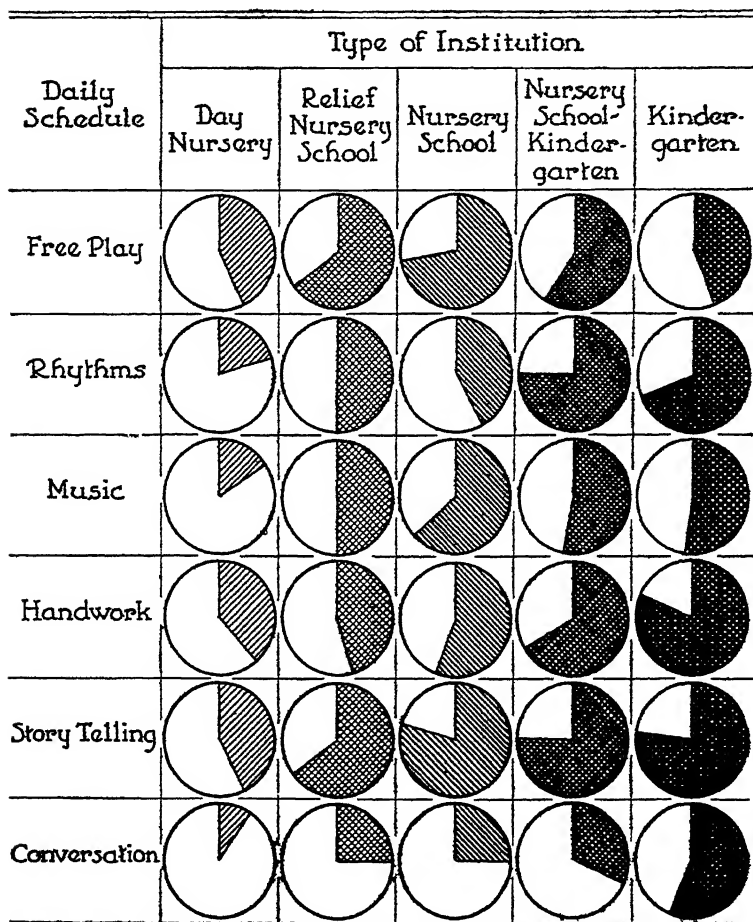 Type of Institution
Daily
Schedule
Day
Nursery
Relief
Nursery
School
Nursery
School
Nursery
School-
Kinder-
garten
Kinder-
garten
Free Play
Rhythms
Music
Handwork
Story Telling
Conversation